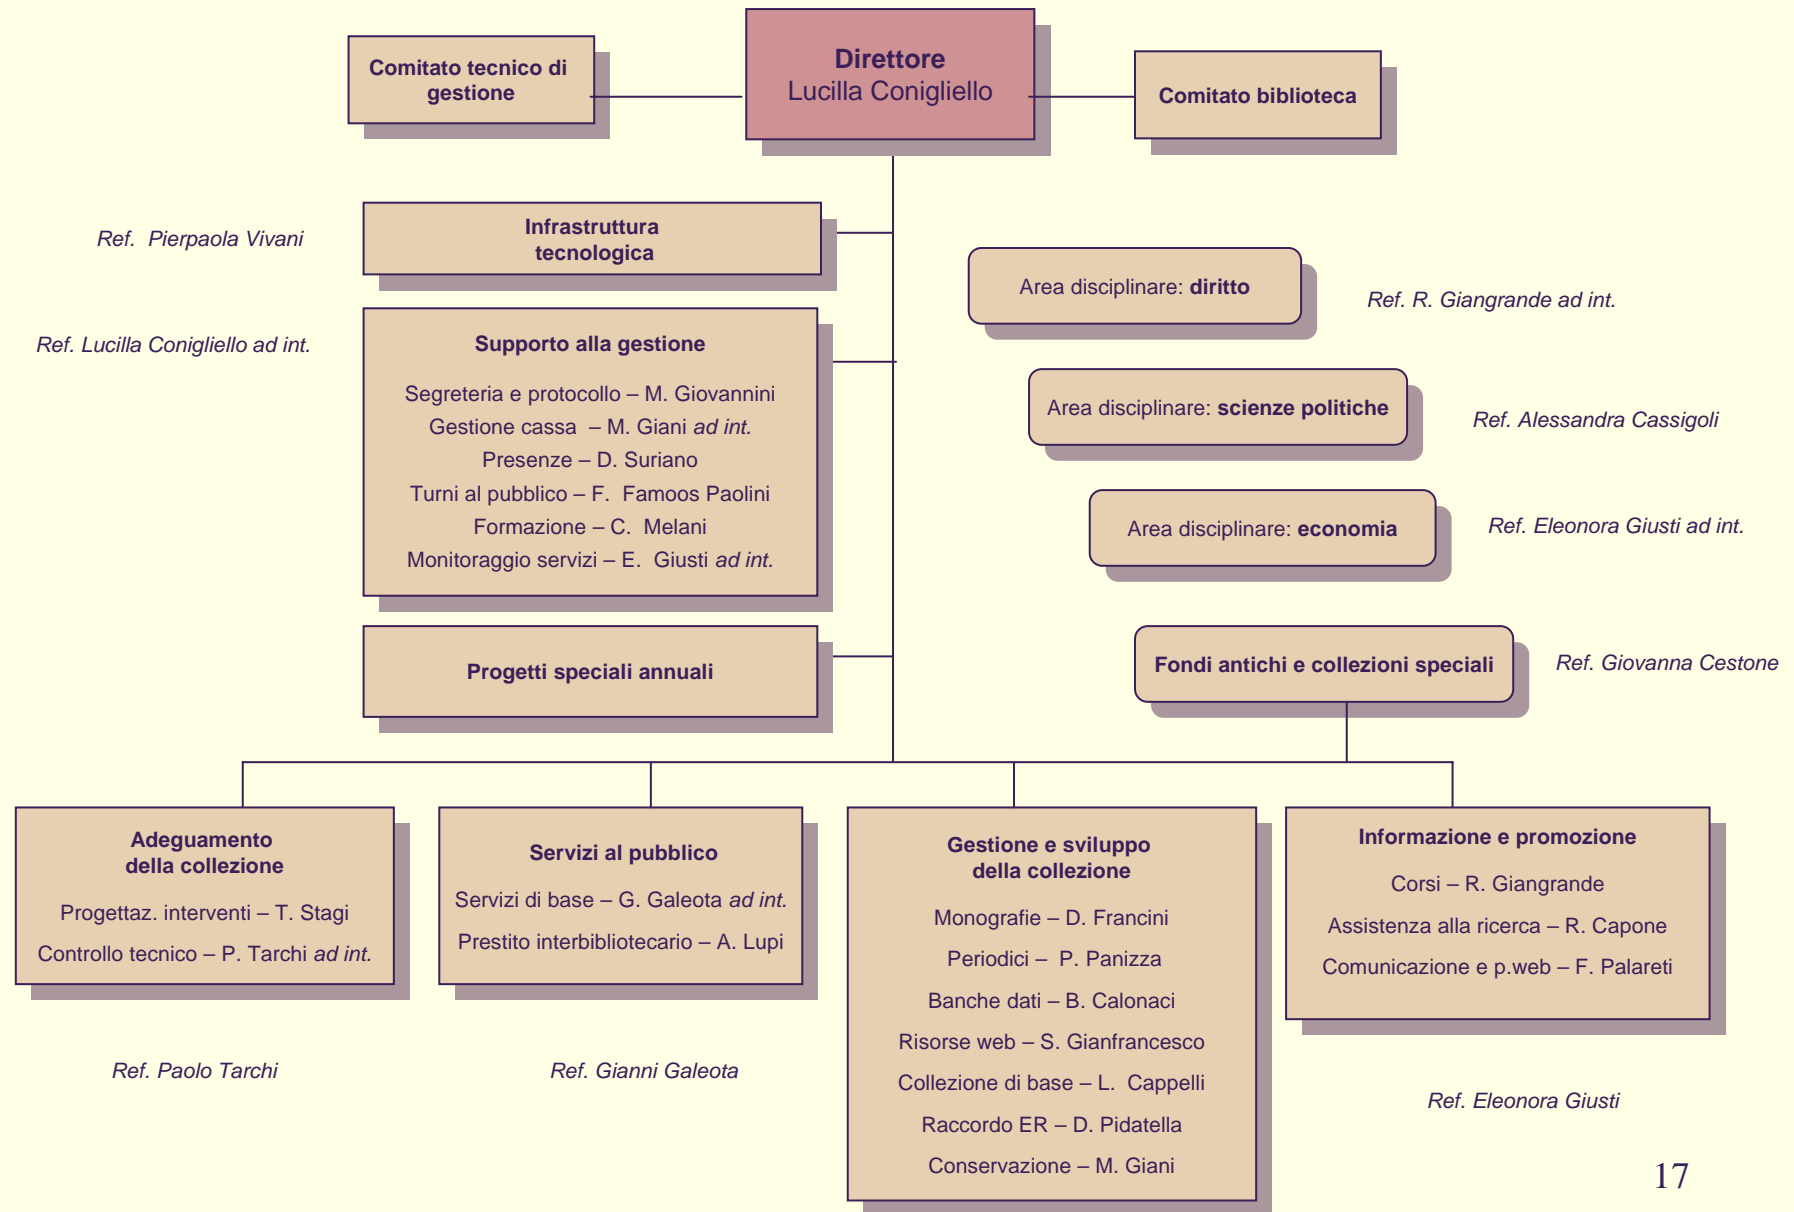 Comitato tecnico di
gestione
Direttore
Lucilla Conigliello
Comitato biblioteca
Ref. Pierpaola Vivani
Infrastruttura
tecnologica
Ref. Lucilla Conigliello ad int.
Supporto alla gestione
Segreteria e protocollo – M. Giovannini
Gestione cassa – M. Giani ad int.
Presenze – D. Suriano
Turni al pubblico – F. Famoos Paolini
Formazione – C. Melani
Monitoraggio servizi – E. Giusti ad int.
Progetti speciali annuali
Area disciplinare: diritto
Ref. R. Giangrande ad int.
Area disciplinare: scienze politiche
Ref. Alessandra Cassigoli
Area disciplinare: economia
Ref. Eleonora Giusti ad int.
Fondi antichi e collezioni speciali
Ref. Giovanna Cestone
Adeguamento
della collezione
Progettaz. interventi – T. Stagi
Controllo tecnico – P. Tarchi ad int.
Ref. Paolo Tarchi
Servizi al pubblico
Servizi di base – G. Galeota ad int.
Prestito interbibliotecario – A. Lupi
Ref. Gianni Galeota
Gestione e sviluppo
della collezione
Monografie – D. Francini
Periodici – P. Panizza
Banche dati – B. Calonaci
Risorse web – S. Gianfrancesco
Collezione di base – L. Cappelli
Raccordo ER – D. Pidatella
Conservazione – M. Giani
Informazione e promozione
Corsi – R. Giangrande
Assistenza alla ricerca – R. Capone
Comunicazione e p.web – F. Palareti
Ref. Eleonora Giusti
17